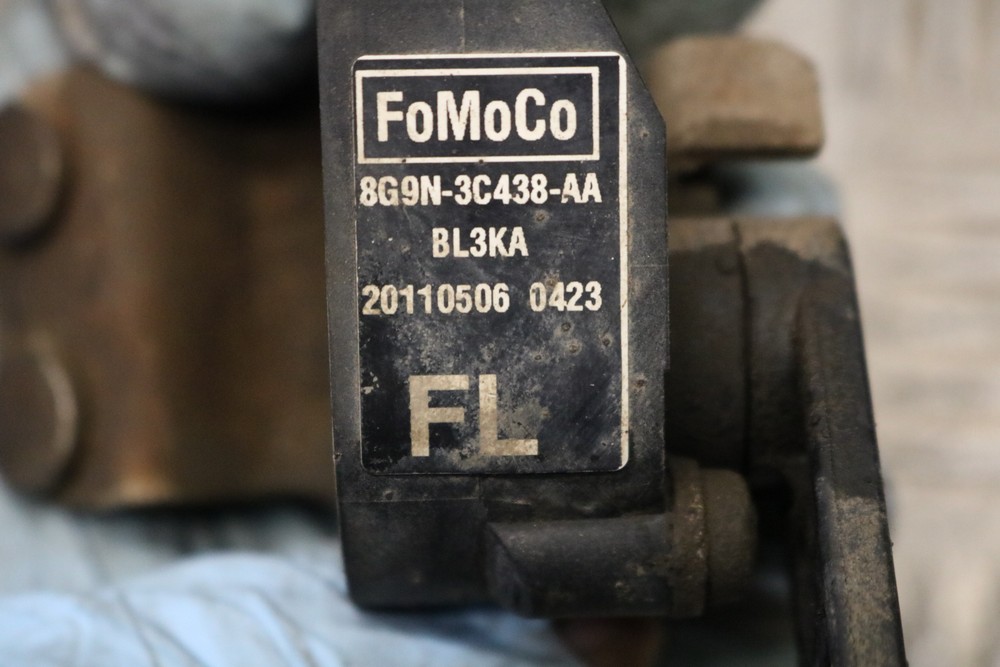 FoMoCo
8G9N-3C438-AA
BL3KA
20110506 0423
FL